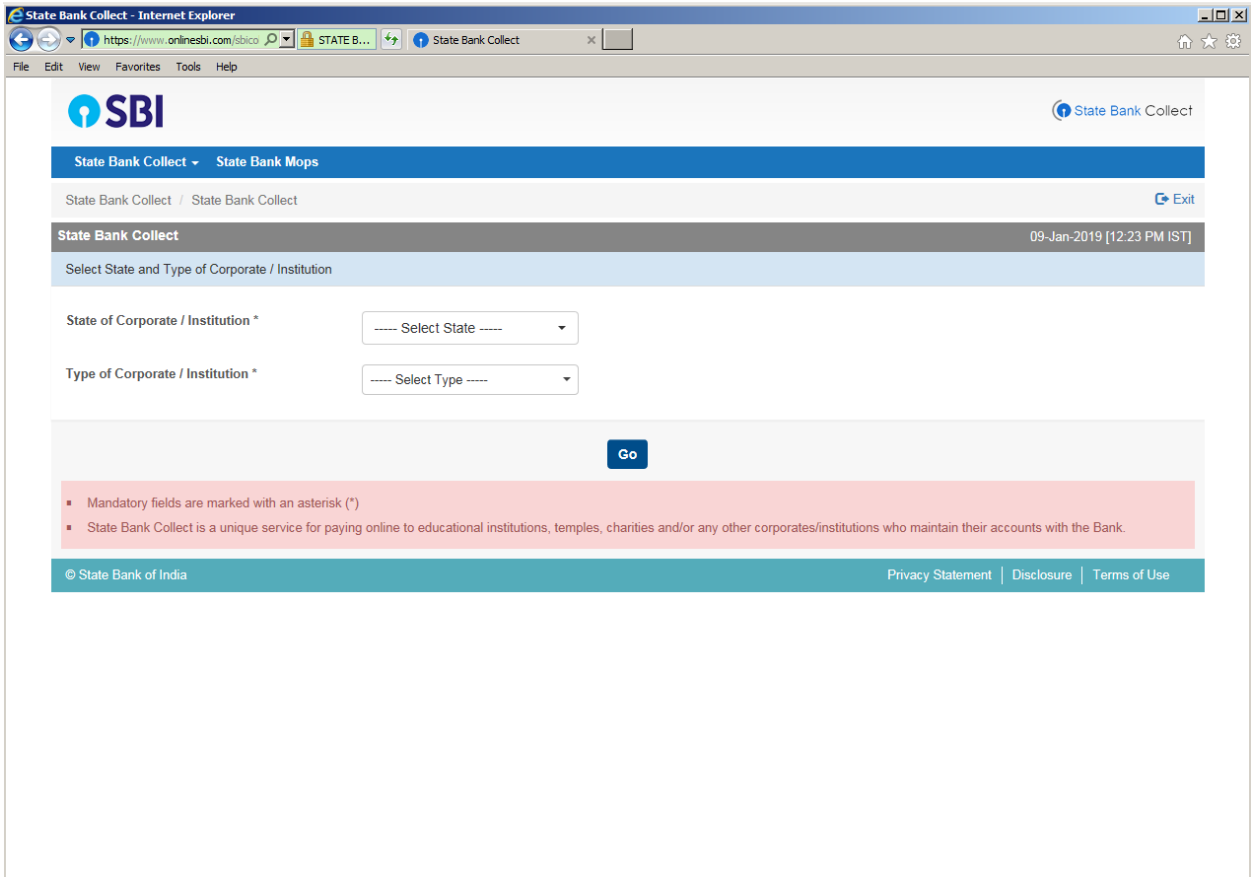 State Bank Collect - Internet Explorer
https://www.onlinesbi.com/sbico STATE B... State Bank Collect
File Edit View Favorites Tools Help
SBI
State Bank Collect
State Bank Collect State Bank Mops
State Bank Collect / State Bank Collect Exit
State Bank Collect 09-Jan-2019 [12:23 PM IST]
Select State and Type of Corporate / Institution
State of Corporate / Institution * ----- Select State -----
Type of Corporate / Institution * ----- Select Type -----
Go
Mandatory fields are marked with an asterisk (*)
State Bank Collect is a unique service for paying online to educational institutions, temples, charities and/or any other corporates/institutions who maintain their accounts with the Bank.
© State Bank of India Privacy Statement | Disclosure | Terms of Use